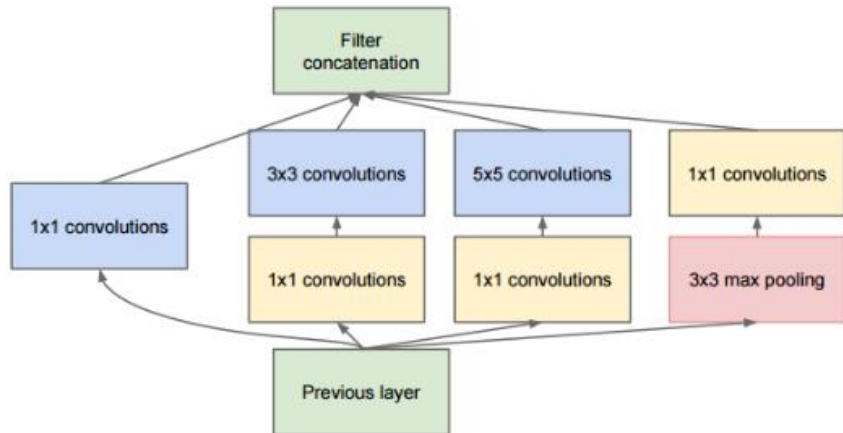 Filter
concatenation
3x3 convolutions
5x5 convolutions
1x1 convolutions
1x1 convolutions
1x1 convolutions
1x1 convolutions
3x3 max pooling
Previous layer